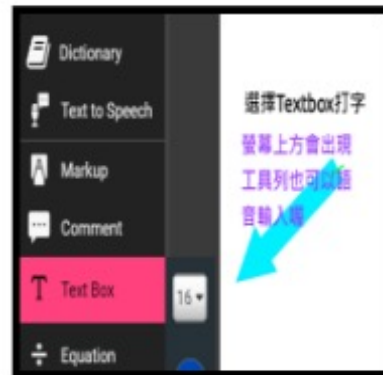 Dictionary
Text to Speech
Markup
Comment
Text Box
16
Equation
選擇Textbox打字
螢幕上方會出現
工具列也可以語
音輸入喔